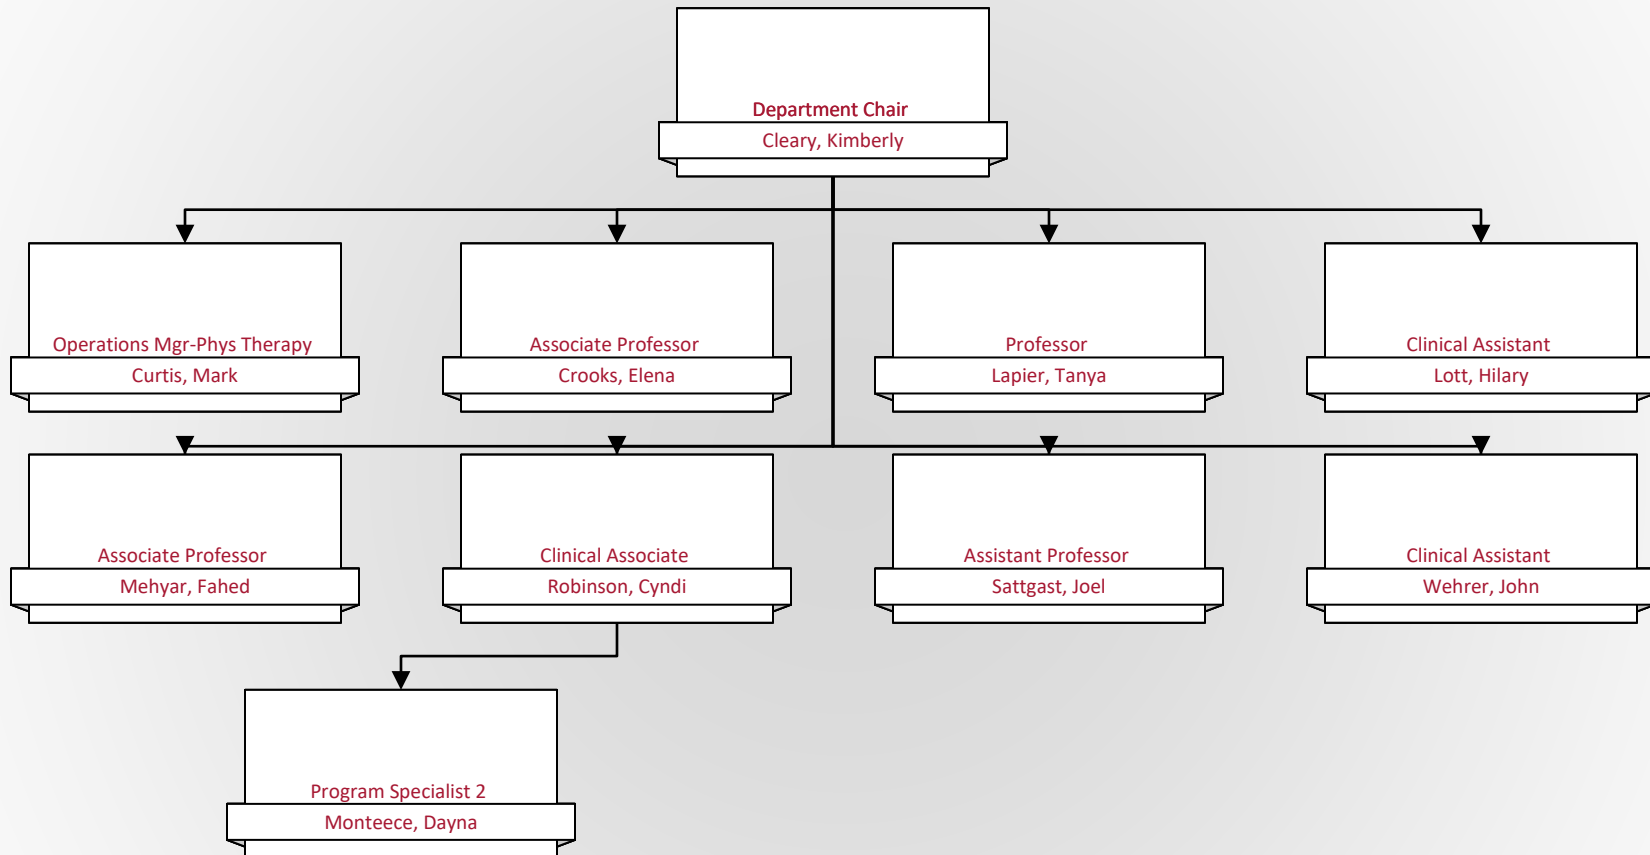 Department Chair
Cleary, Kimberly
Operations Mgr-Phys Therapy
Curtis, Mark
Associate Professor
Crooks, Elena
Professor
Lapier, Tanya
Clinical Assistant
Lott, Hilary
Associate Professor
Mehyar, Fahed
Clinical Associate
Robinson, Cyndi
Assistant Professor
Sattgast, Joel
Clinical Assistant
Wehrer, John
Program Specialist 2
Monteece, Dayna